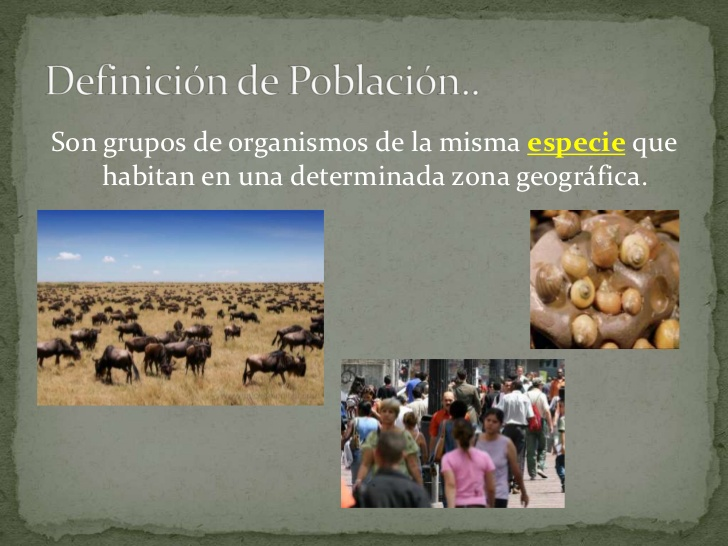 Definición de Población..
Son grupos de organismos de la misma especie que
habitan en una determinada zona geográfica.